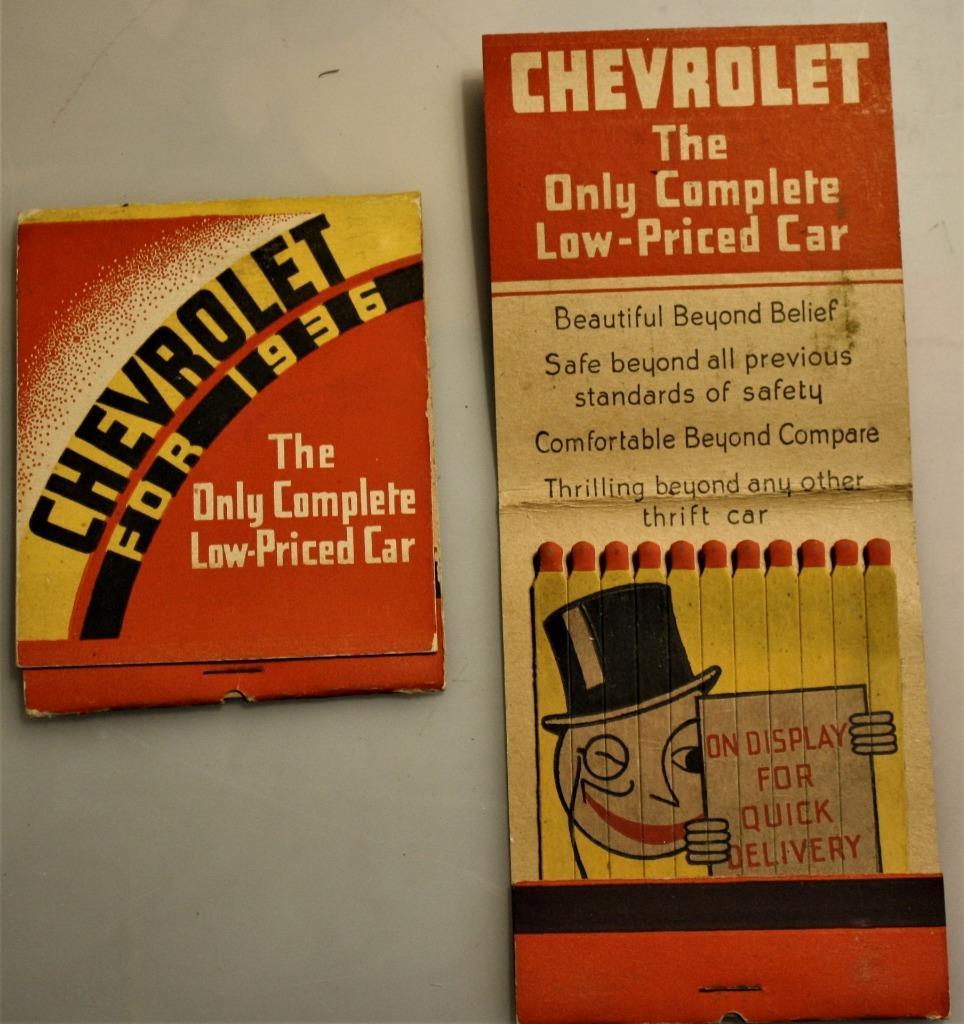 CHEVROLET
FOR 1936
The
Only Complete
Low-Priced Car
CHEVROLET
The
Only Complete
Low-Priced Car
Beautiful Beyond Belief
Safe beyond all previous
standards of safety
Comfortable Beyond Compare
Thrilling beyond any other
thrift car
ON DISPLAY
FOR
QUICK
DELIVERY